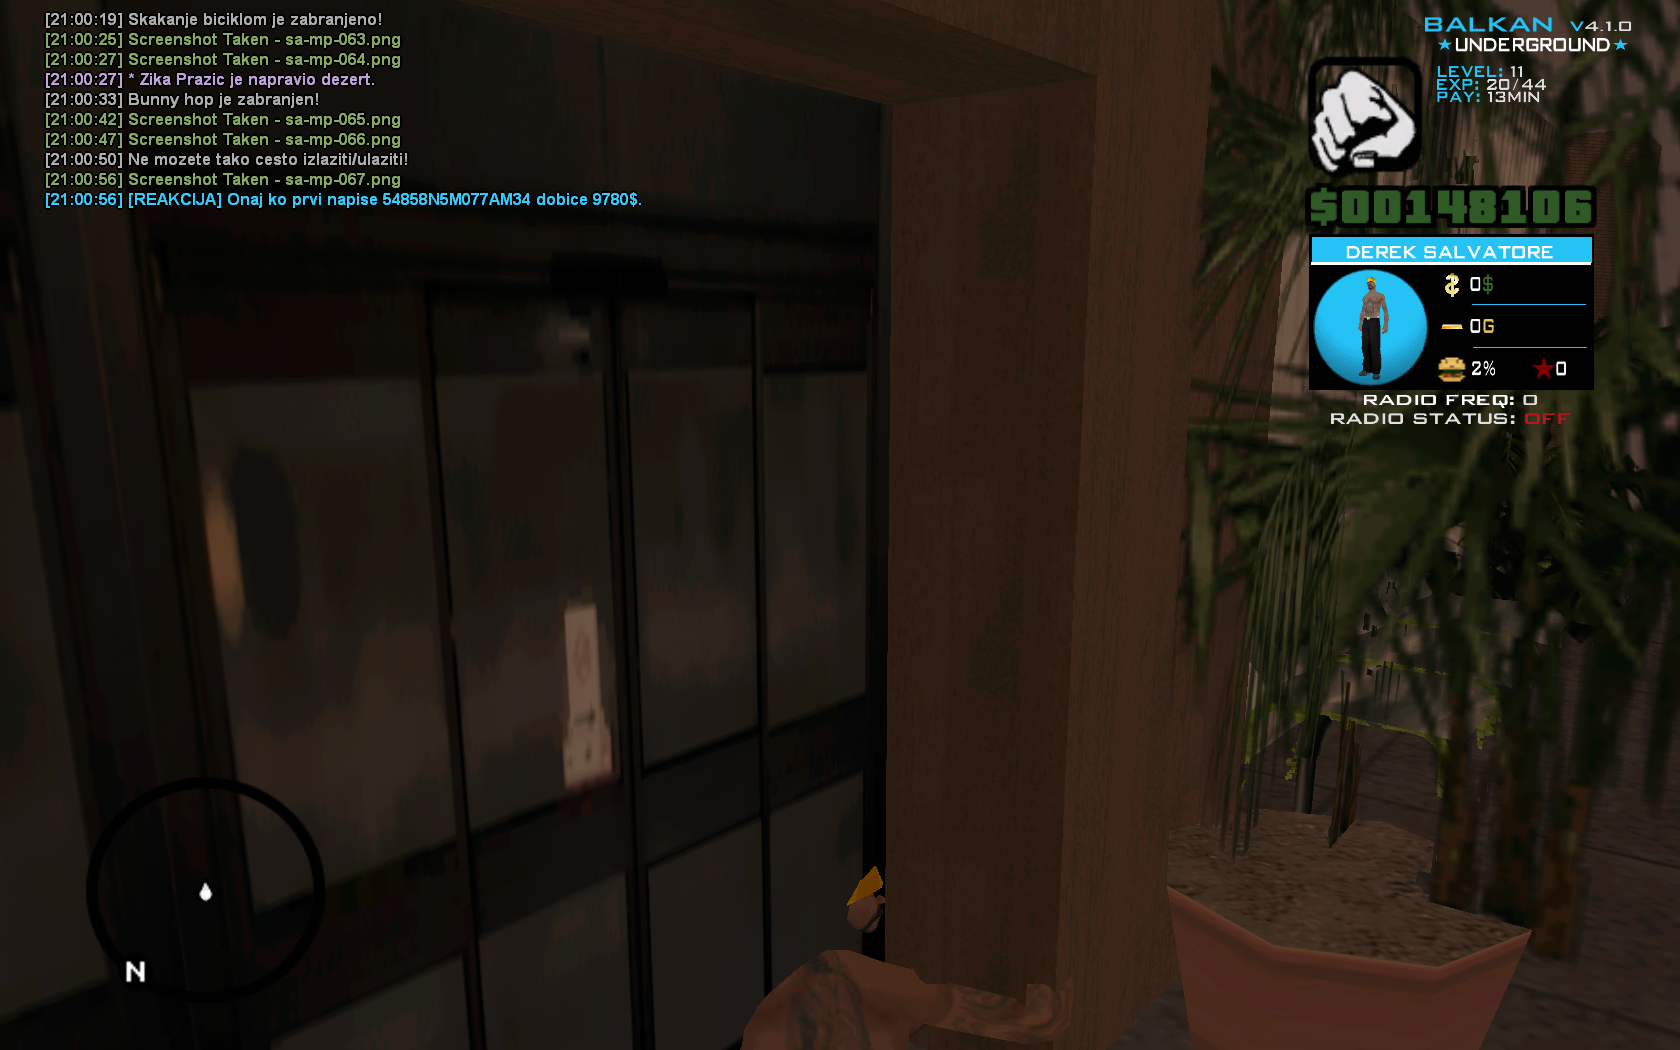 [21:00:19] Skakanje biciklom je zabranjeno!
[21:00:25] Screenshot Taken - sa-mp-063.png
[21:00:27] Screenshot Taken - sa-mp-064.png
[21:00:27] * Zika Prazic je napravio dezert.
[21:00:33] Bunny hop je zabranjen!
[21:00:42] Screenshot Taken - sa-mp-065.png
[21:00:47] Screenshot Taken - sa-mp-066.png
[21:00:50] Ne mozete tako cesto izlaziti/ulaziti!
[21:00:56] Screenshot Taken - sa-mp-067.png
[21:00:56] [REAKCIJA] Onaj ko prvi napise 54858N5M077AM34 dobice 9780$.
BALKAN V4.1.0
UNDERGROUND
LEVEL: 11
EXP: 20/44
PAY: 13MIN
$00148106
DEREK SALVATORE
0$
0G
2% 0
RADIO FREQ: 0
RADIO STATUS: OFF
N